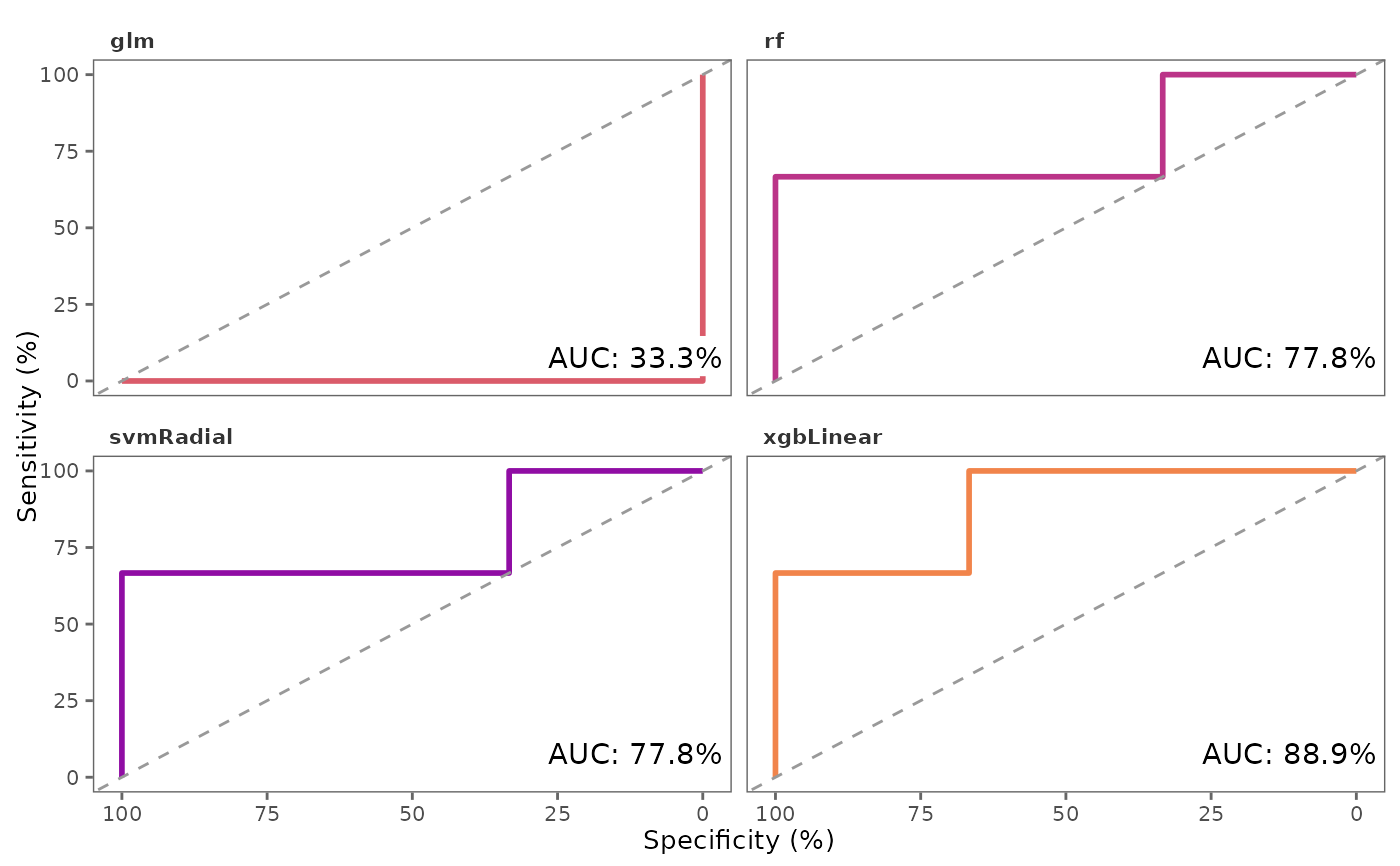 glm
rf
100
75
50
25
0
AUC: 33.3%
AUC: 77.8%
Sensitivity (%)
svmRadial
xgbLinear
100
75
50
25
0
AUC: 77.8%
AUC: 88.9%
100 75 50 25 0 100 75 50 25 0
Specificity (%)